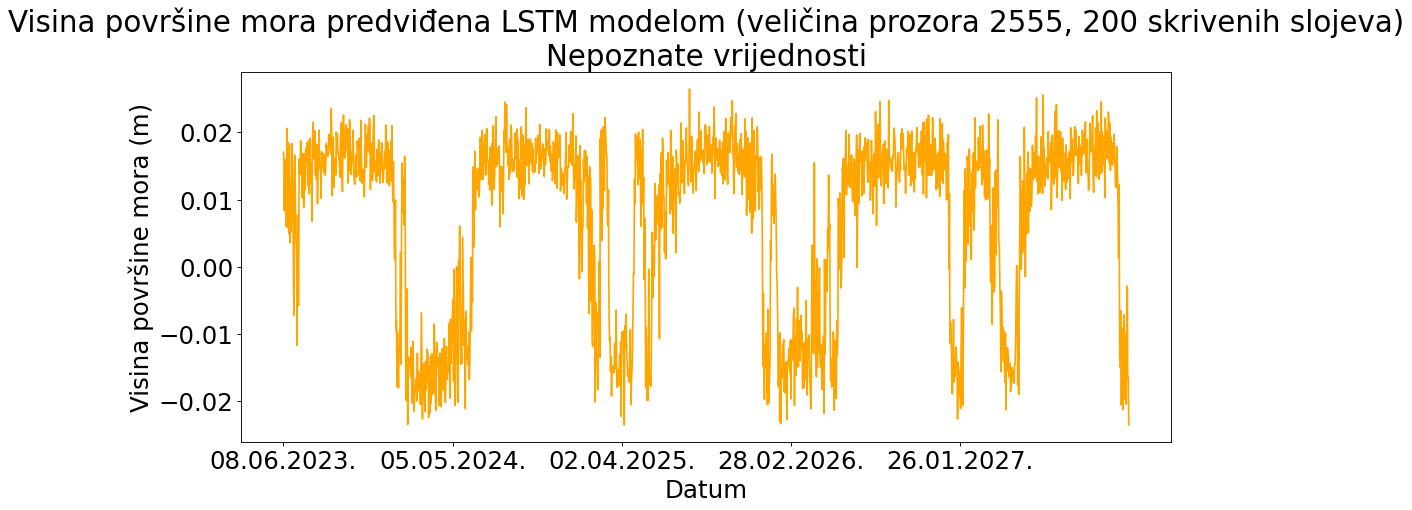 Visina površine mora predviđena LSTM modelom (veličina prozora 2555, 200 skrivenih slojeva)
Nepoznate vrijednosti
Visina površine mora (m)
0.02
0.01
0.00
−0.01
−0.02
08.06.2023. 05.05.2024. 02.04.2025. 28.02.2026. 26.01.2027.
Datum